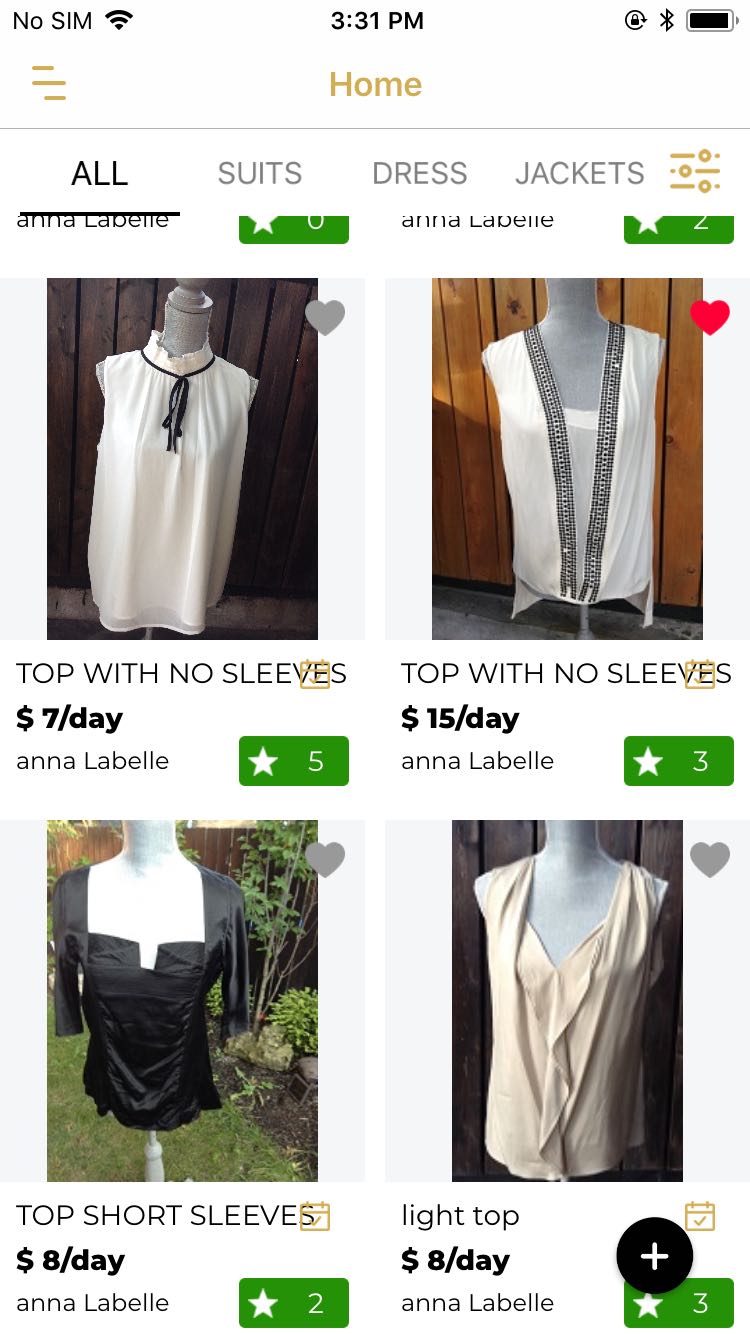 No SIM 3:31 PM
Home
ALL SUITS DRESS JACKETS
anna Labelle 0 anna Labelle 2
TOP WITH NO SLEEVES TOP WITH NO SLEEVES
$ 7/day $ 15/day
anna Labelle 5 anna Labelle 3
TOP SHORT SLEEVES light top
$ 8/day $ 8/day
anna Labelle 2 anna Labelle 3